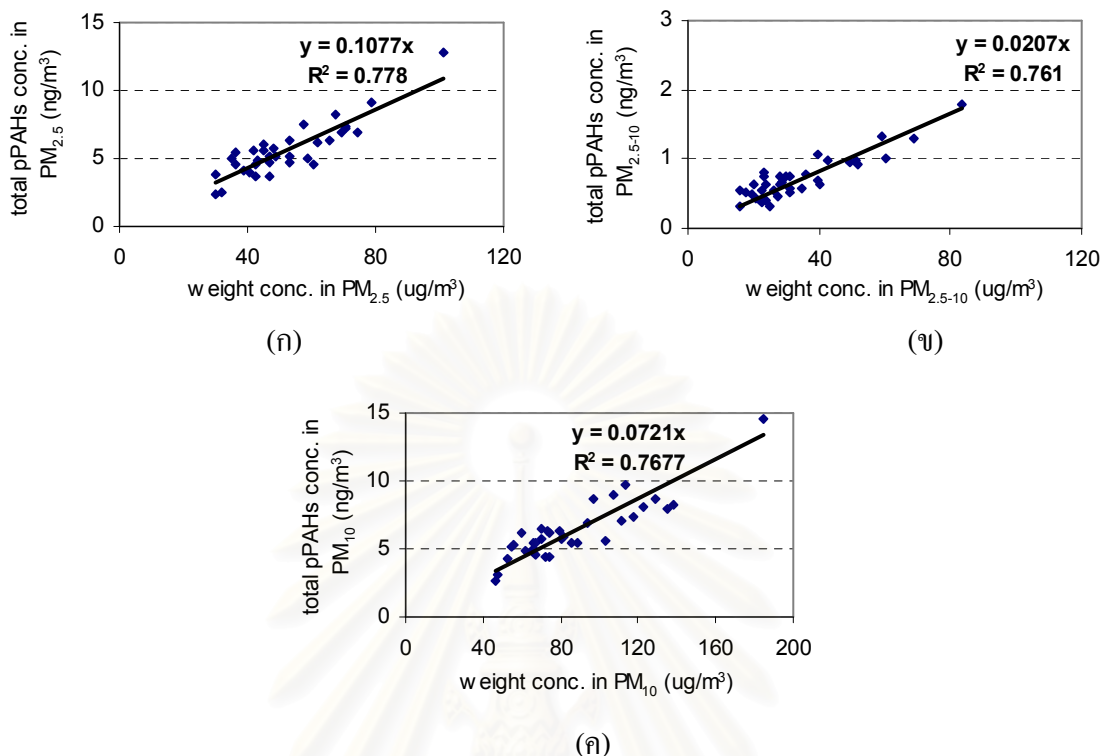 total pPAHs conc. in
PM2.5 (ng/m³)
15
10
5
0
y = 0.1077x
R² = 0.778
0 40 80 120
weight conc. in PM2.5 (ug/m³)
(ก)
total pPAHs conc. in
PM2.5-10 (ng/m³)
3
2
1
0
y = 0.0207x
R² = 0.761
0 40 80 120
weight conc. in PM2.5-10 (ug/m³)
(ข)
total pPAHs conc. in
PM10 (ng/m³)
15
10
5
0
y = 0.0721x
R² = 0.7677
0 40 80 120 160 200
weight conc. in PM10 (ug/m³)
(ค)